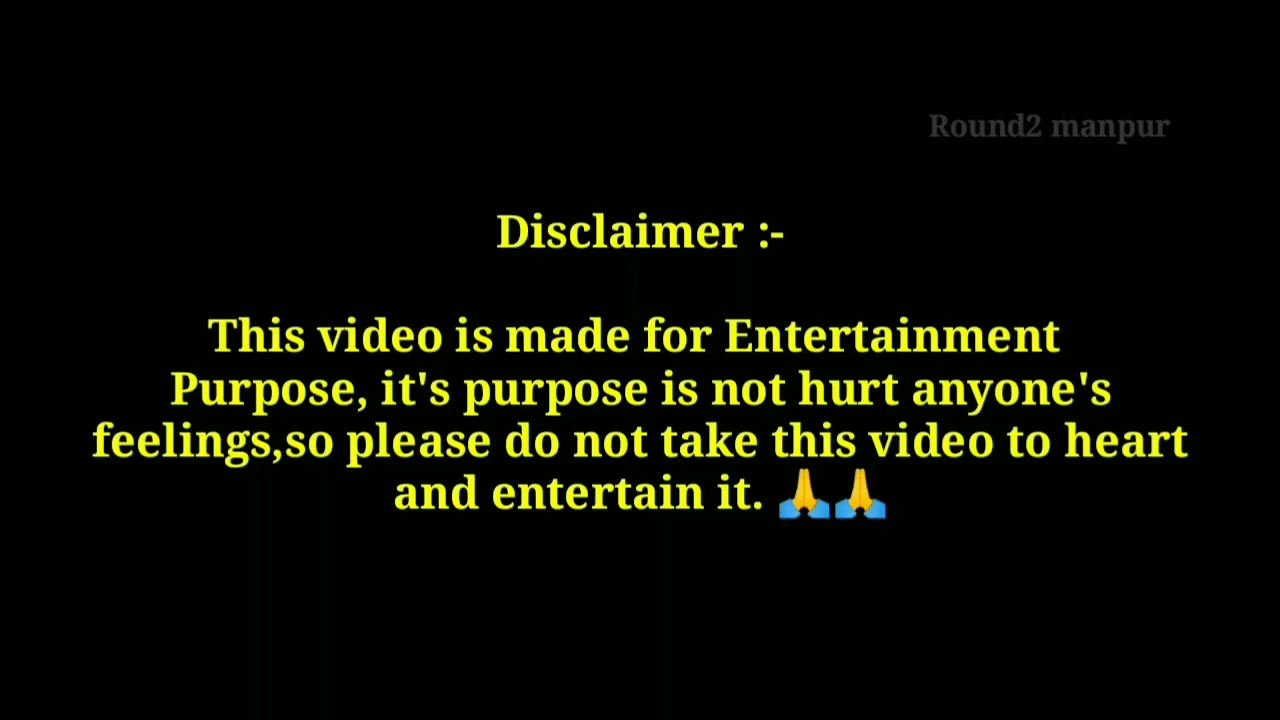 Round2 manpur
Disclaimer :-
This video is made for Entertainment
Purpose, it's purpose is not hurt anyone's
feelings,so please do not take this video to heart
and entertain it. 🙏🙏